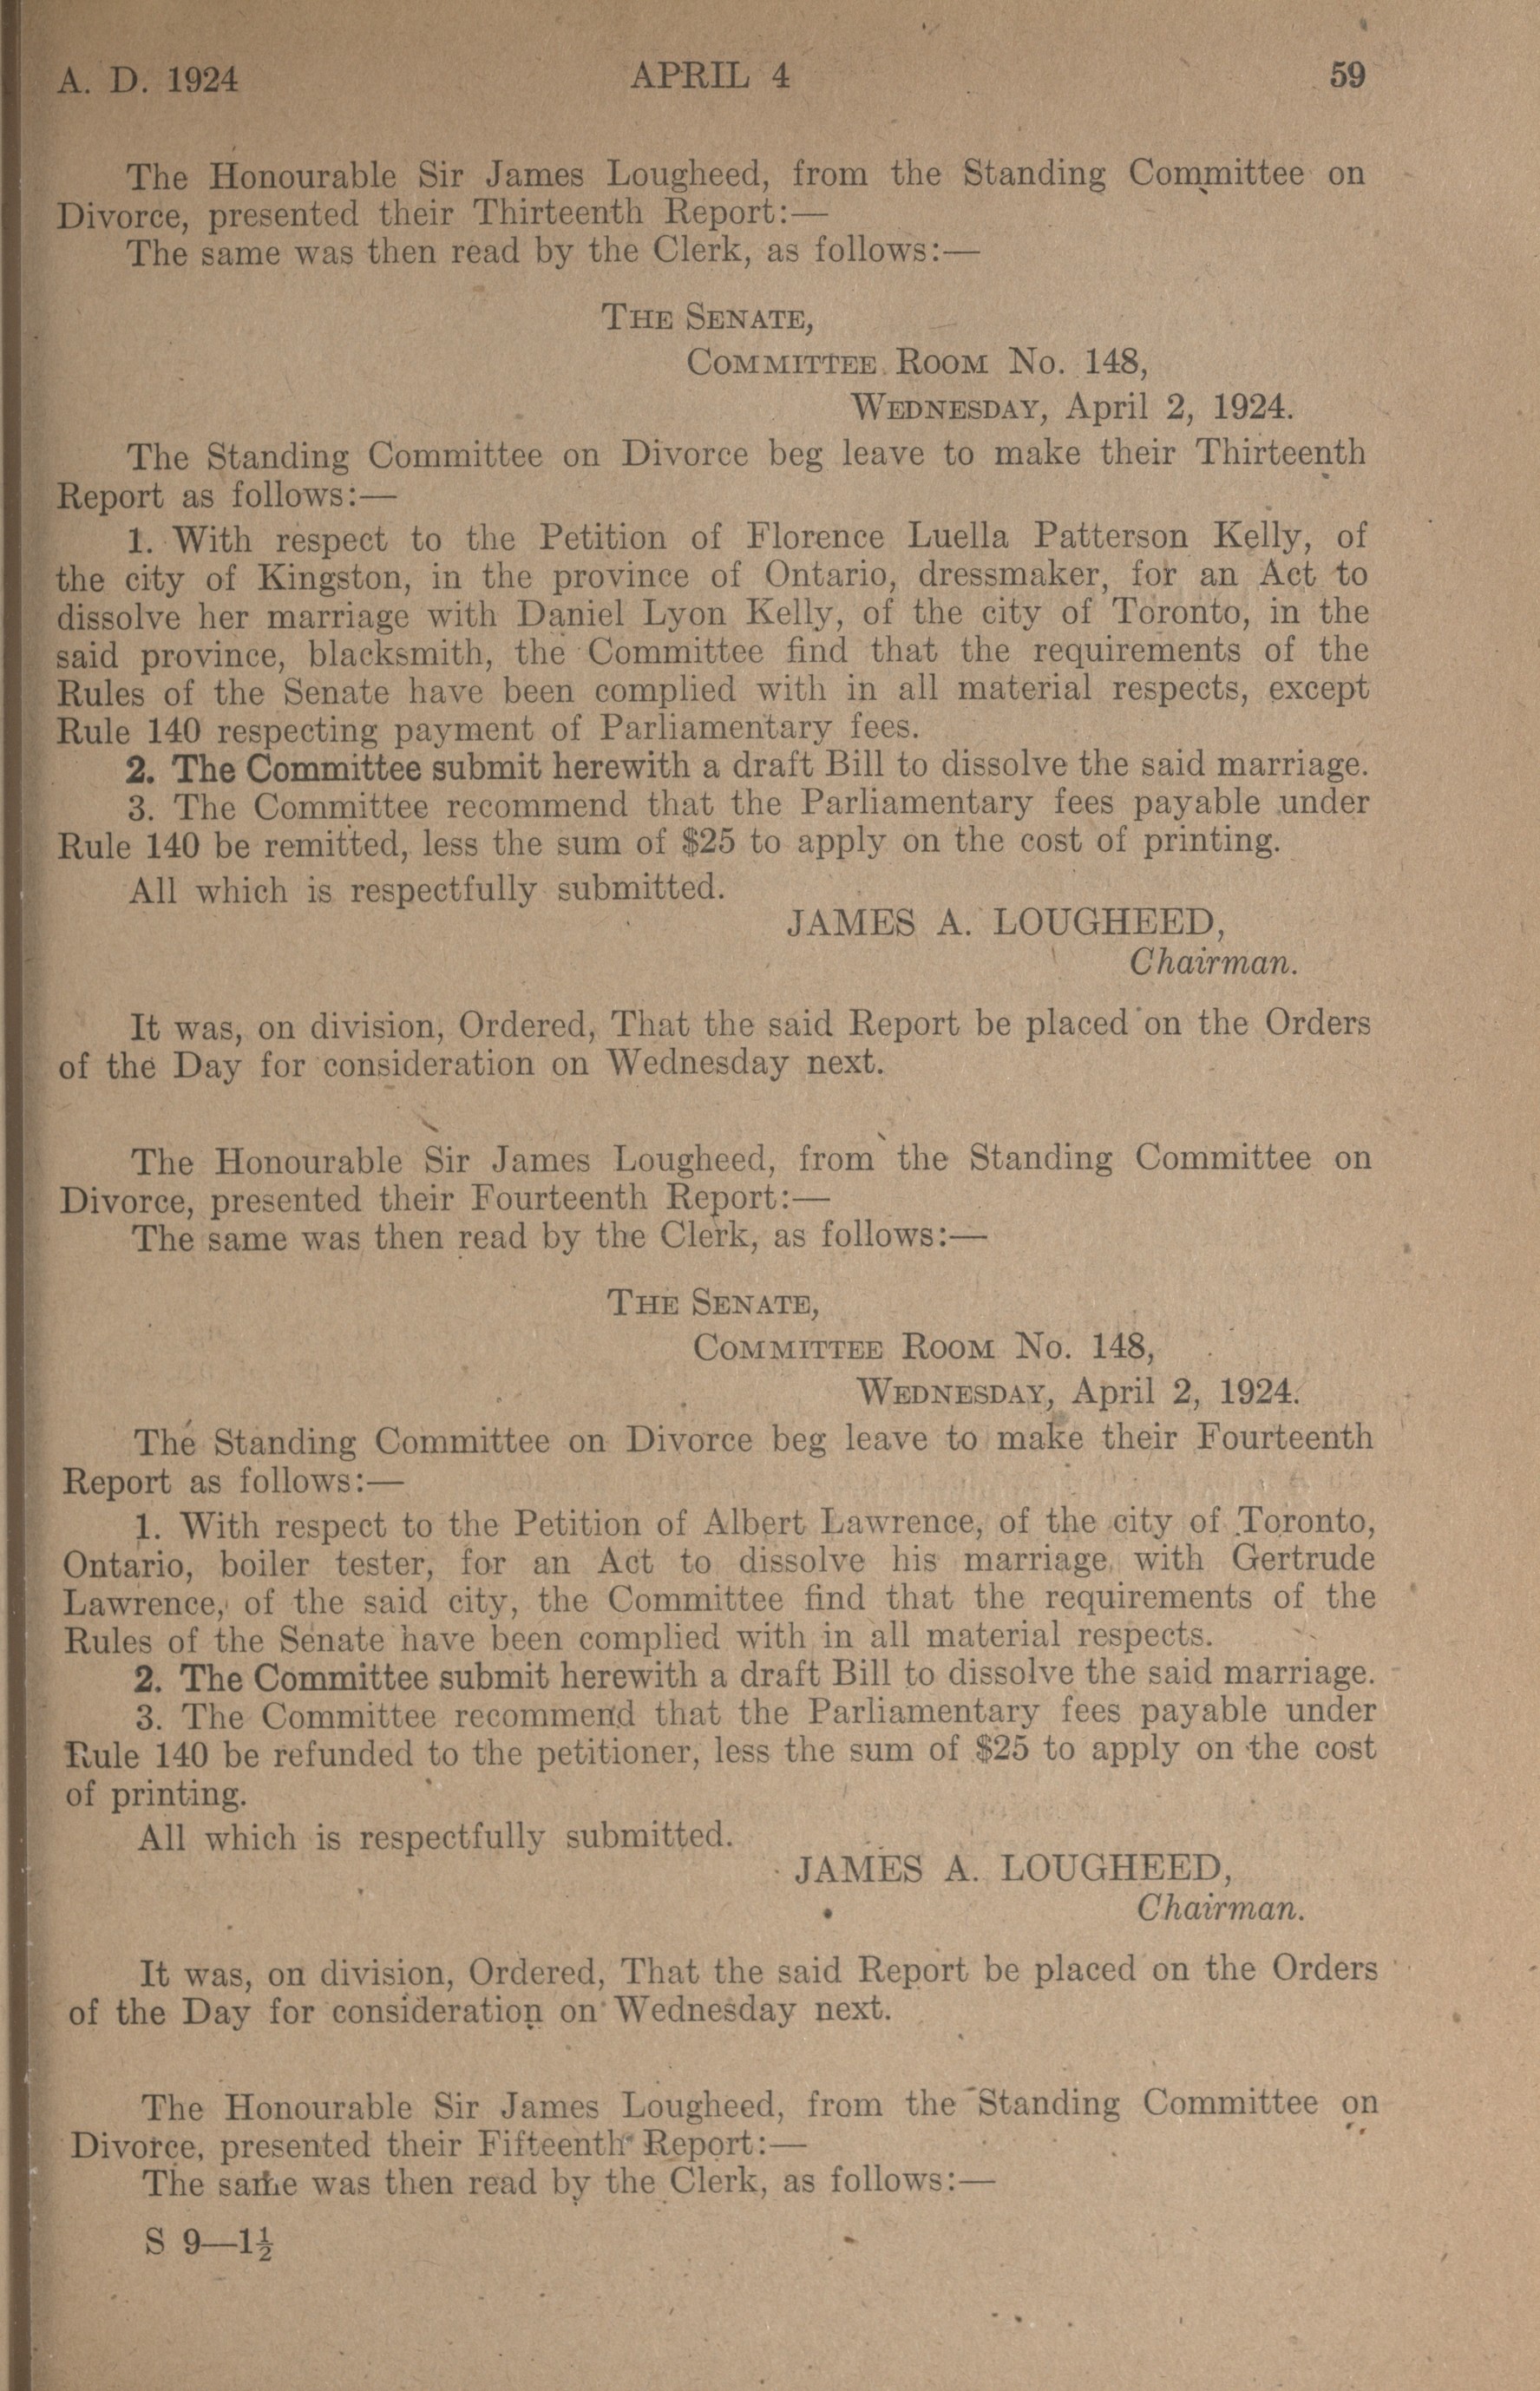 A. D. 1924 APRIL 4 59
The Honourable Sir James Lougheed, from the Standing Committee on
Divorce, presented their Thirteenth Report:—
The same was then read by the Clerk, as follows:—
THE SENATE,
COMMITTEE ROOM No. 148,
WEDNESDAY, April 2, 1924.
The Standing Committee on Divorce beg leave to make their Thirteenth
Report as follows:—
1. With respect to the Petition of Florence Luella Patterson Kelly, of
the city of Kingston, in the province of Ontario, dressmaker, for an Act to
dissolve her marriage with Daniel Lyon Kelly, of the city of Toronto, in the
said province, blacksmith, the Committee find that the requirements of the
Rules of the Senate have been complied with in all material respects, except
Rule 140 respecting payment of Parliamentary fees.
2. The Committee submit herewith a draft Bill to dissolve the said marriage.
3. The Committee recommend that the Parliamentary fees payable under
Rule 140 be remitted, less the sum of $25 to apply on the cost of printing.
All which is respectfully submitted.
JAMES A. LOUGHEED,
Chairman.
It was, on division, Ordered, That the said Report be placed on the Orders
of the Day for consideration on Wednesday next.
The Honourable Sir James Lougheed, from the Standing Committee on
Divorce, presented their Fourteenth Report:—
The same was then read by the Clerk, as follows:—
THE SENATE,
COMMITTEE ROOM No. 148,
WEDNESDAY, April 2, 1924.
The Standing Committee on Divorce beg leave to make their Fourteenth
Report as follows:—
1. With respect to the Petition of Albert Lawrence, of the city of Toronto,
Ontario, boiler tester, for an Act to dissolve his marriage with Gertrude
Lawrence, of the said city, the Committee find that the requirements of the
Rules of the Senate have been complied with in all material respects.
2. The Committee submit herewith a draft Bill to dissolve the said marriage.
3. The Committee recommend that the Parliamentary fees payable under
Rule 140 be refunded to the petitioner, less the sum of $25 to apply on the cost
of printing.
All which is respectfully submitted.
JAMES A. LOUGHEED,
Chairman.
It was, on division, Ordered, That the said Report be placed on the Orders
of the Day for consideration on Wednesday next.
The Honourable Sir James Lougheed, from the Standing Committee on
Divorce, presented their Fifteenth Report:—
The same was then read by the Clerk, as follows:—
S 9—1½